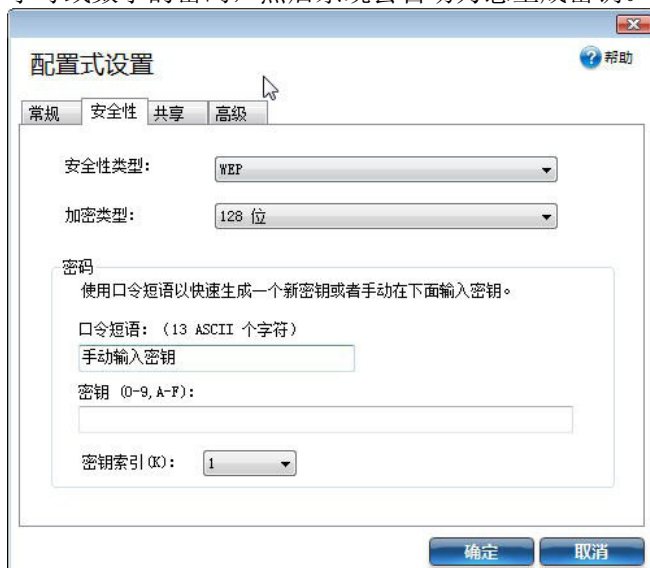 配置式设置
帮助
常规 安全性 共享 高级
安全性类型: WEP
加密类型: 128 位
密码
使用口令短语以快速生成一个新密钥或者手动在下面输入密钥。
口令短语: (13 ASCII 个字符)
手动输入密钥
密钥 (0-9,A-F):
密钥索引(K): 1
确定 取消